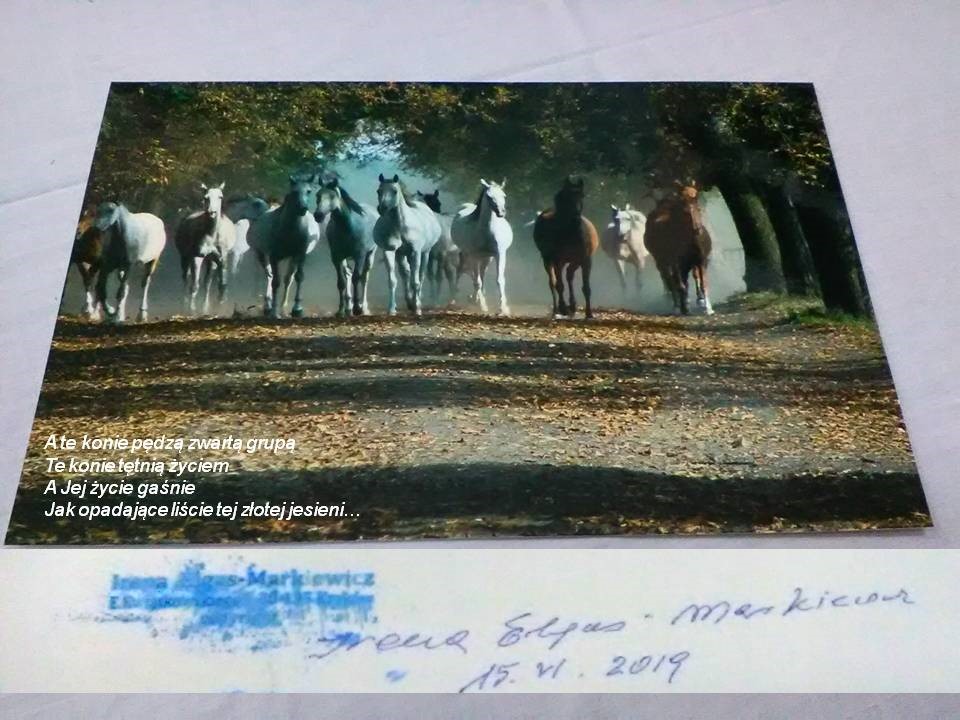 A te konie pędzą zwartą grupą
Te konie tętnią życiem
A Jej życie gaśnie
Jak opadające liście tej złotej jesieni...
Irena Elgas-Markiewicz
Irena Elgas-Markiewicz
15. VI. 2019